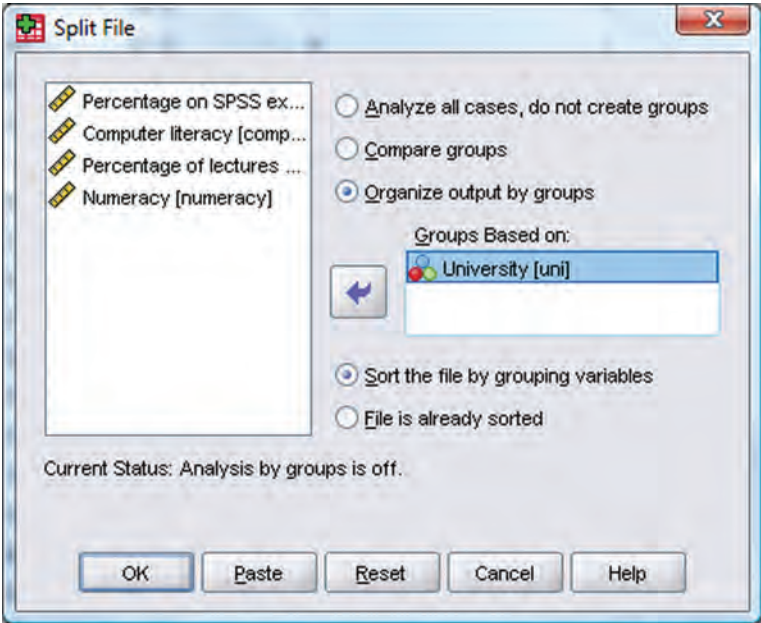 Split File
Percentage on SPSS ex...
Computer literacy [comp...
Percentage of lectures ...
Numeracy [numeracy]
Analyze all cases, do not create groups
Compare groups
Organize output by groups
Groups Based on:
University [uni]
Sort the file by grouping variables
File is already sorted
Current Status: Analysis by groups is off.
OK
Paste
Reset
Cancel
Help